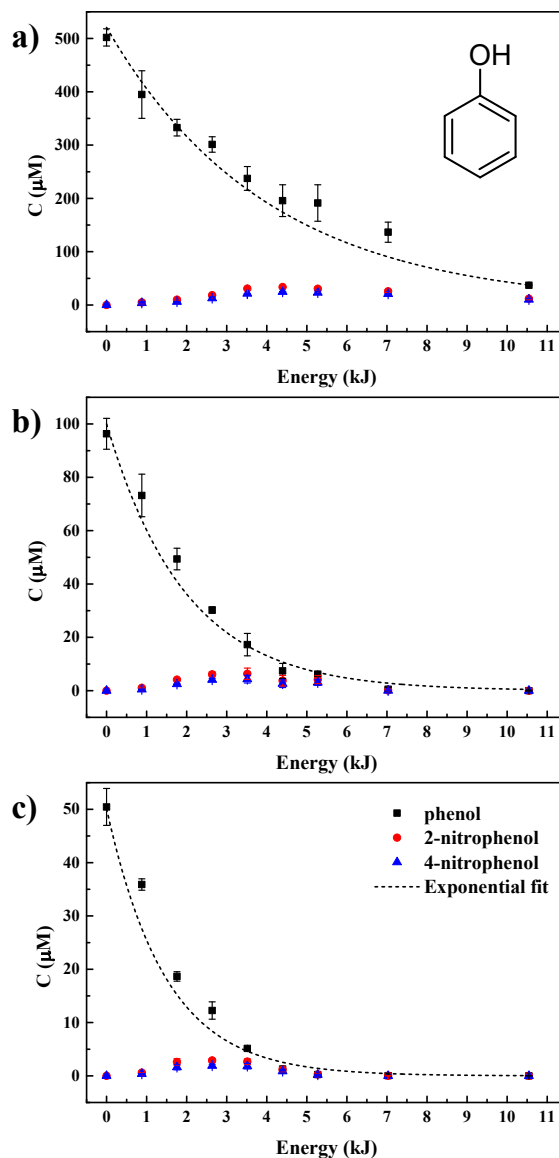 a)
OH
C (µM)
500
400
300
200
100
0
0 1 2 3 4 5 6 7 8 9 10 11
Energy (kJ)
b)
C (µM)
100
80
60
40
20
0
0 1 2 3 4 5 6 7 8 9 10 11
Energy (kJ)
c)
C (µM)
50
40
30
20
10
0
phenol
2-nitrophenol
4-nitrophenol
Exponential fit
0 1 2 3 4 5 6 7 8 9 10 11
Energy (kJ)